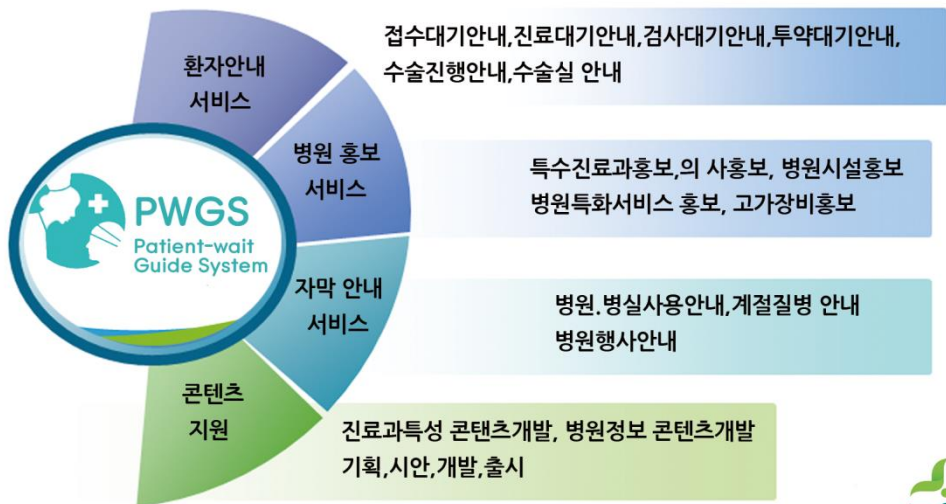 환자안내
서비스
접수대기안내,진료대기안내,검사대기안내,투약대기안내,
수술진행안내,수술실 안내
병원 홍보
서비스
특수진료과홍보,의 사홍보, 병원시설홍보
병원특화서비스 홍보, 고가장비홍보
PWGS
Patient-wait
Guide System
자막 안내
서비스
병원.병실사용안내,계절질병 안내
병원행사안내
콘텐츠
지원
진료과특성 콘탠츠개발, 병원정보 콘텐츠개발
기획,시안,개발,출시